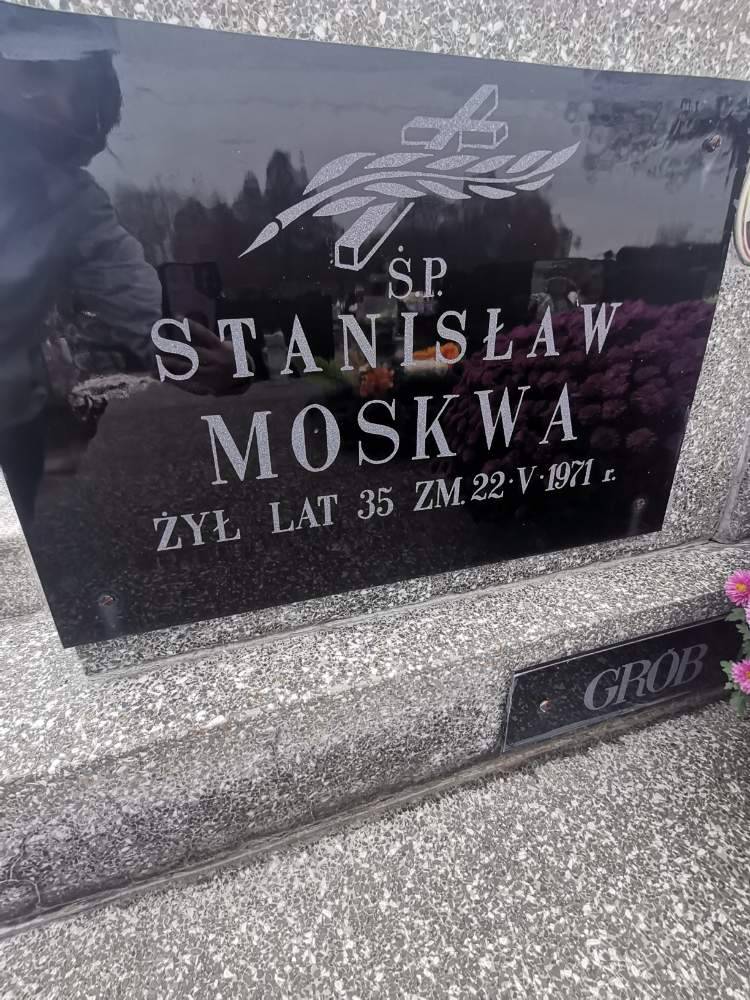 Ś.P.
STANISŁAW
MOSKWA
ŻYŁ LAT 35 ZM. 22·V·1971 r.
GRÓB